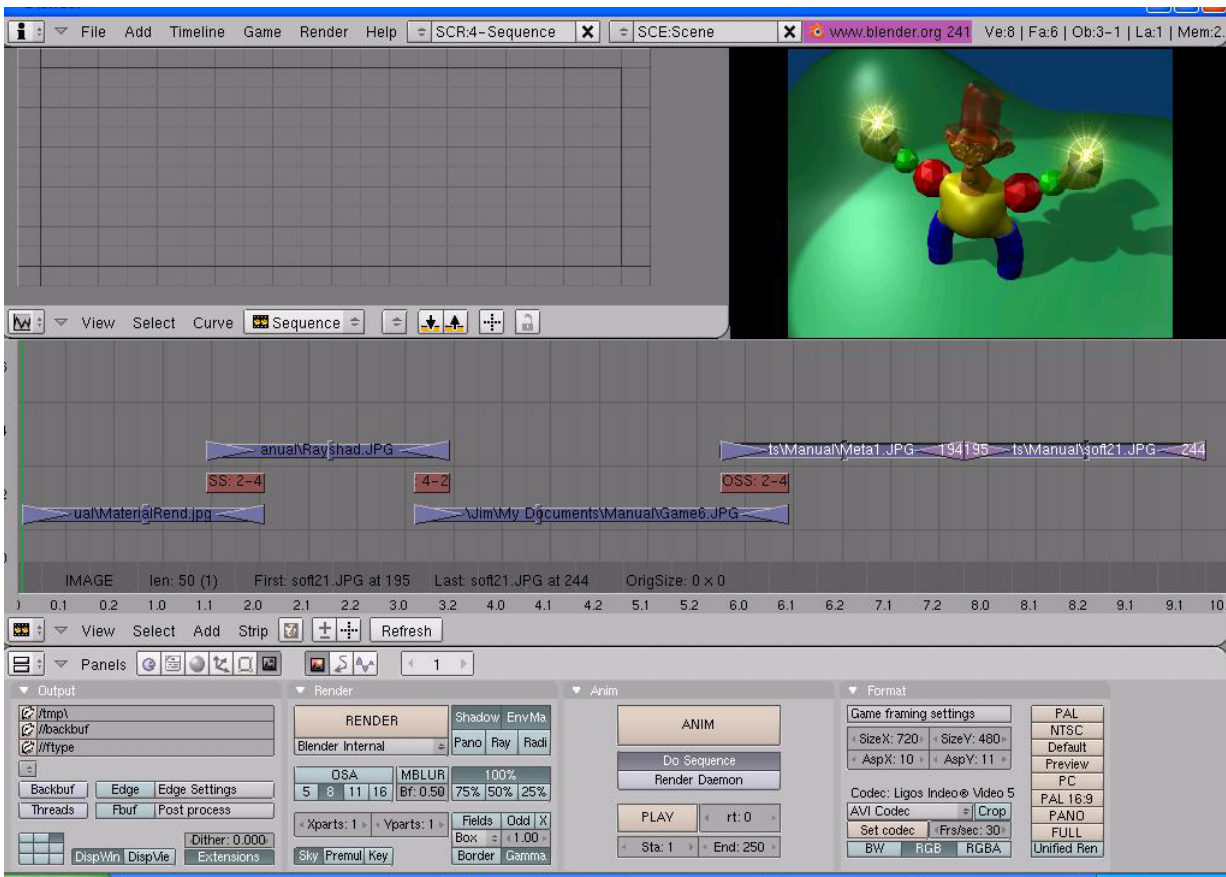 File Add Timeline Game Render Help SCR:4-Sequence X SCE:Scene X www.blender.org 241 Ve:8 | Fa:6 | Ob:3-1 | La:1 | Mem:2.
View Select Curve Sequence
anual\Rayshad.JPG ts\Manual\Meta1.JPG 194 195 ts\Manual\soft21.JPG 244
SS: 2-4 : 4-2 OSS: 2-4
ual\MaterialRend.jpg \Jim\My Documents\Manual\Game6.JPG
IMAGE len: 50 (1) First: soft21.JPG at 195 Last: soft21.JPG at 244 OrigSize: 0 x 0
0.1 0.2 1.0 1.1 2.0 2.1 2.2 3.0 3.2 4.0 4.1 4.2 5.1 5.2 6.0 6.1 6.2 7.1 7.2 8.0 8.1 8.2 9.1 9.1 10.
View Select Add Strip Refresh
Panels 1
Output
/tmp\
//backbuf
//ftype
Backbuf Edge Edge Settings
Threads Fbuf Post process
Dither: 0.000
DispWin DispVie Extensions
Render
RENDER Shadow EnvMa
Blender Internal Pano Ray Radi
OSA MBLUR 100%
5 8 11 16 Bf: 0.50 75% 50% 25%
Xparts: 1 Yparts: 1 Fields Odd X
Box 1.00
Sky Premul Key Border Gamma
Anim
ANIM
Do Sequence
Render Daemon
PLAY rt: 0
Sta: 1 End: 250
Format
Game framing settings
SizeX: 720 SizeY: 480
AspX: 10 AspY: 11
Codec: Ligos Indeo® Video 5
AVI Codec Crop
Set codec Frs/sec: 30
BW RGB RGBA
PAL
NTSC
Default
Preview
PC
PAL 16:9
PANO
FULL
Unified Ren